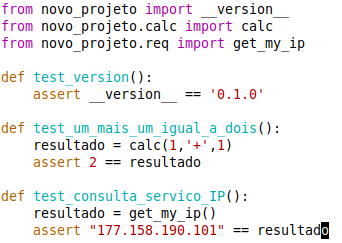 from novo_projeto import __version__
from novo_projeto.calc import calc
from novo_projeto.req import get_my_ip
def test_version():
    assert __version__ == '0.1.0'
def test_um_mais_um_igual_a_dois():
    resultado = calc(1,'+',1)
    assert 2 == resultado
def test_consulta_servico_IP():
    resultado = get_my_ip()
    assert "177.158.190.101" == resultado